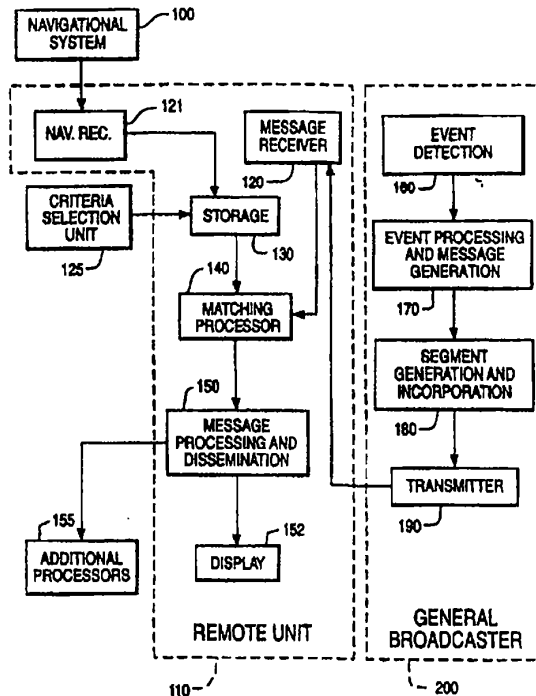 NAVIGATIONAL
SYSTEM
100
NAV. REC.
121
MESSAGE
RECEIVER
120
CRITERIA
SELECTION
UNIT
125
STORAGE
130
140
MATCHING
PROCESSOR
150
MESSAGE
PROCESSING AND
DISSEMINATION
155
ADDITIONAL
PROCESSORS
152
DISPLAY
REMOTE UNIT
110
EVENT
DETECTION
160
EVENT PROCESSING
AND MESSAGE
GENERATION
170
SEGMENT
GENERATION AND
INCORPORATION
180
TRANSMITTER
190
GENERAL
BROADCASTER
200